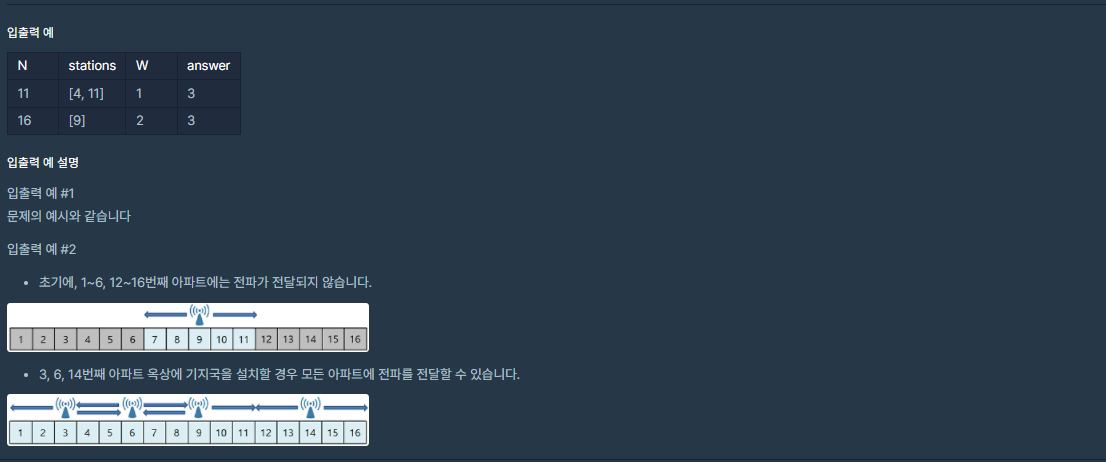 입출력 예
N stations W answer
11 [4, 11] 1 3
16 [9] 2 3
입출력 예 설명
입출력 예 #1
문제의 예시와 같습니다
입출력 예 #2
초기에, 1~6, 12~16번째 아파트에는 전파가 전달되지 않습니다.
1 2 3 4 5 6 7 8 9 10 11 12 13 14 15 16
3, 6, 14번째 아파트 옥상에 기지국을 설치할 경우 모든 아파트에 전파를 전달할 수 있습니다.
1 2 3 4 5 6 7 8 9 10 11 12 13 14 15 16